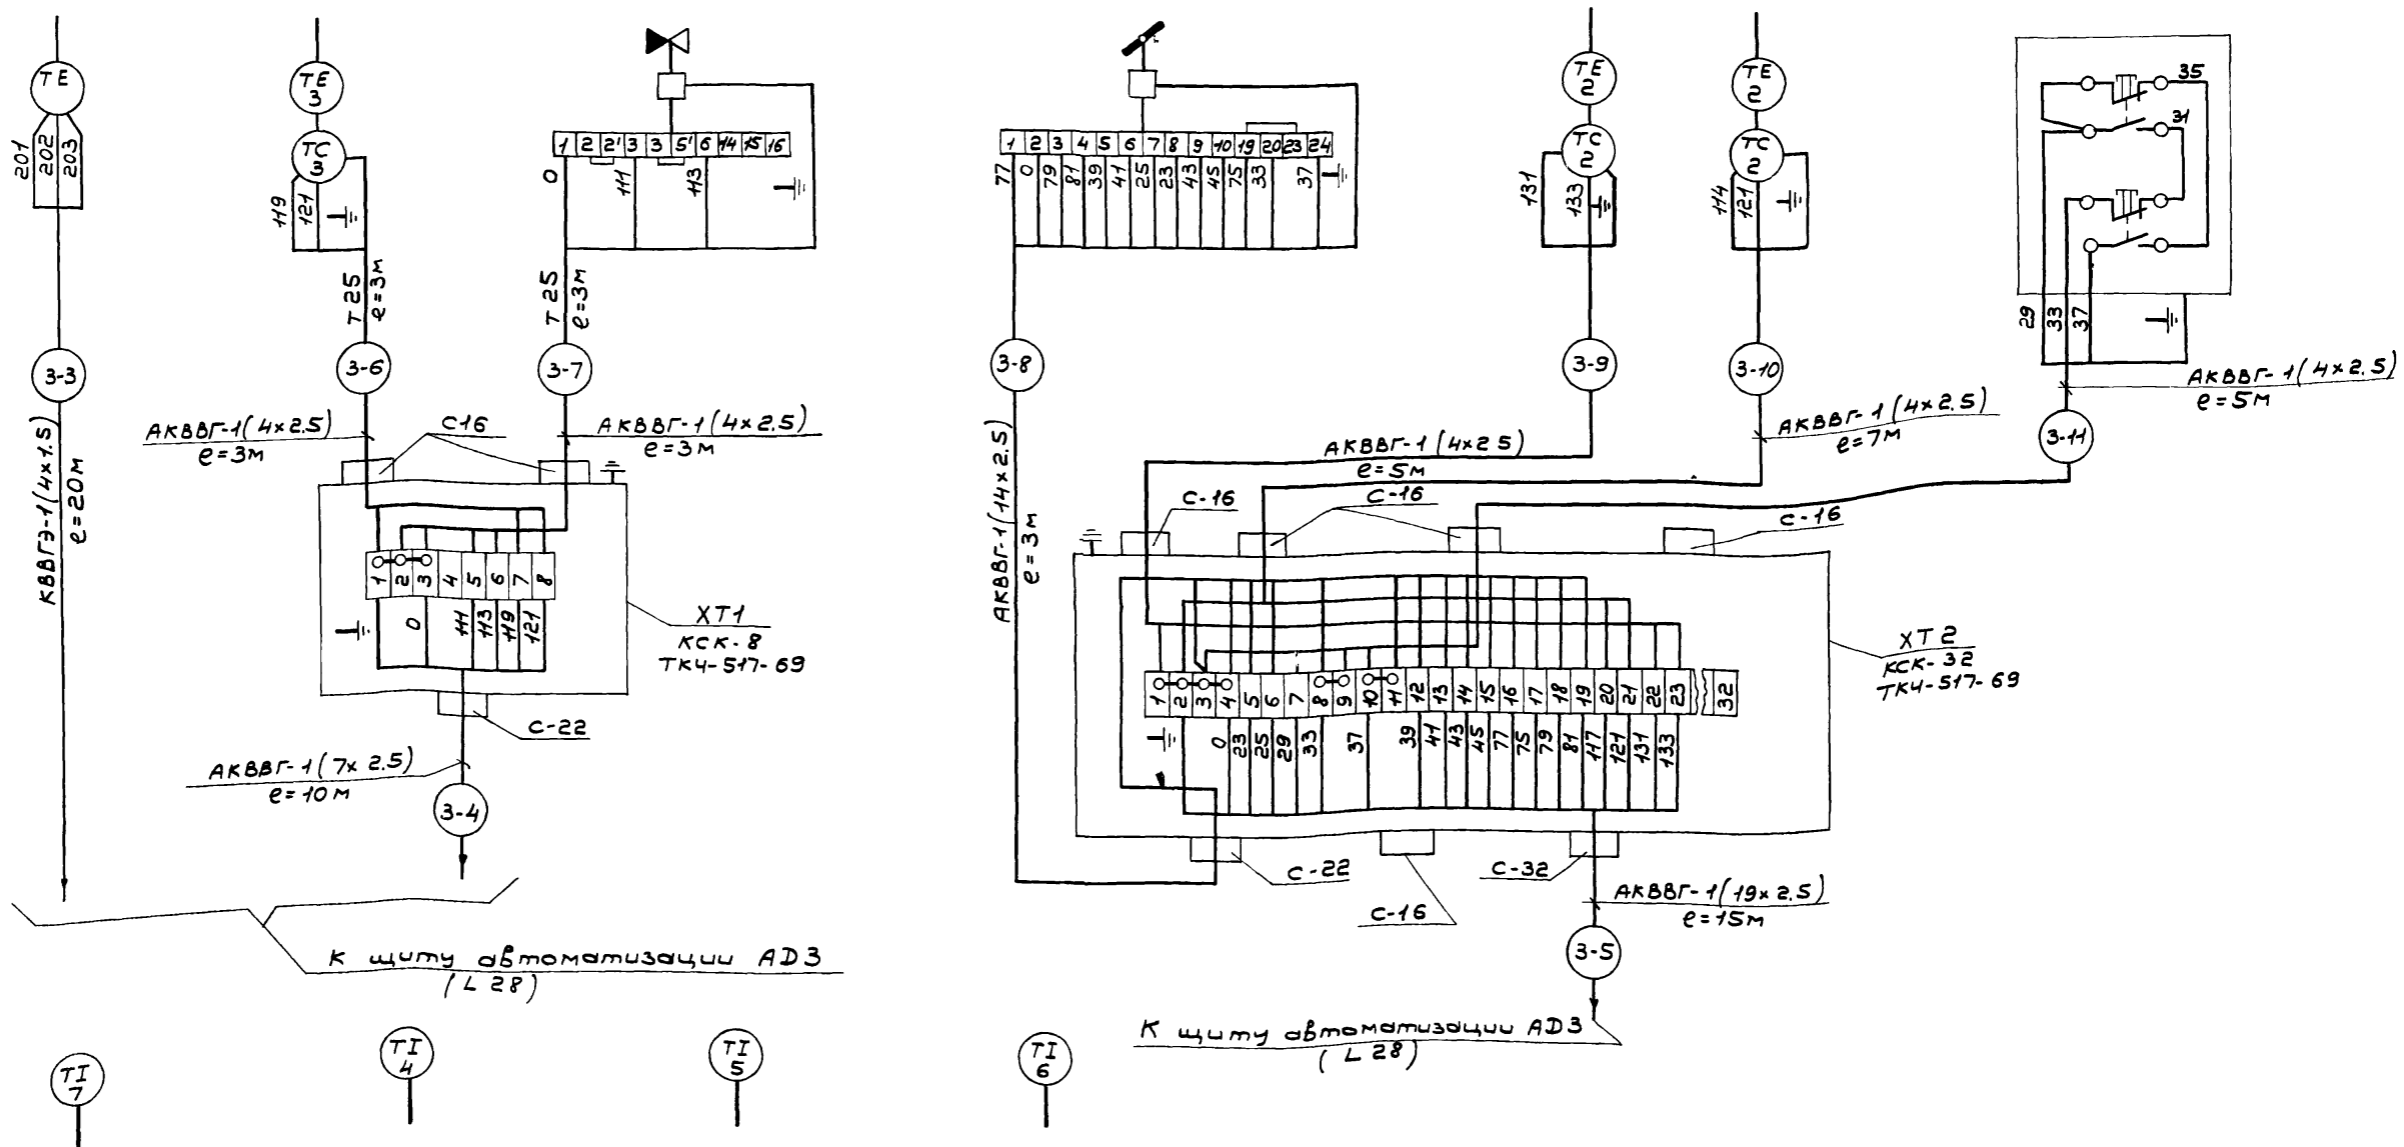 TE
201
202
203
3-3
КВВГЭ-1(4×1.5)
e=20м
TE
3
TC
3
119
121
T 25
e=3м
3-6
АКВВГ-1(4×2.5)
e=3м
С16
1 2 2' 3 3 5' 6 14 15 16
0
111
113
T 25
e=3м
3-7
АКВВГ-1(4×2.5)
e=3м
1 2 3 4 5 6 7 8
0
111
113
119
121
ХТ1
КСК-8
ТКЧ-517-69
С-22
АКВВГ-1(7×2.5)
e=10м
3-4
К щиту автоматизации AD3
(L 28)
1 2 3 4 5 6 7 8 9 10 19 20 23 24
77 0 79 81 39 41 25 23 43 45 75 33 37
3-8
АКВВГ-1(14×2.5)
e=3м
TE
2
TC
2
131
133
3-9
АКВВГ-1(4×2 5)
e=5м
TE
2
TC
2
114
121
3-10
АКВВГ-1(4×2.5)
e=7м
35
31
29
33
37
АКВВГ-1(4×2.5)
e=5м
3-11
С-16
С-16
С-16
1 2 3 4 5 6 7 8 9 10 11 12 13 14 15 16 17 18 19 20 21 22 23 32
0 23 25 29 33 37 39 41 43 45 77 75 79 81 117 121 131 133
ХТ2
КСК-32
ТКЧ-517-69
С-22
С-16
С-32
АКВВГ-1(19×2.5)
e=15м
3-5
К щиту автоматизации AD3
(L 28)
TI
7
TI
4
TI
5
TI
6